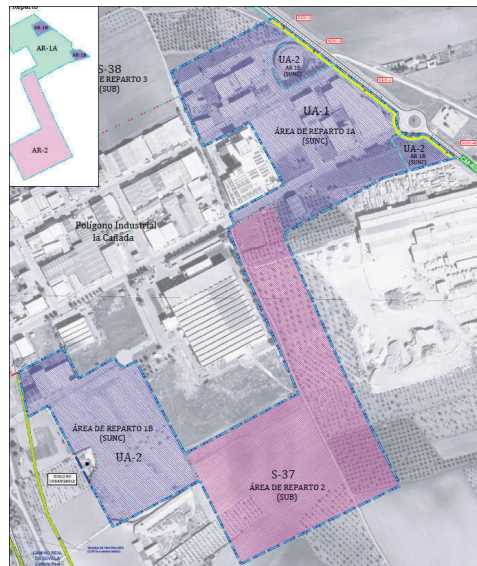 Reparto
AR-1B
AR-1A
AR-1B
AR-2
S-38
E DE REPARTO 3
(SUB)
UA-2
AR 1B
(SUNC)
UA-1
ÁREA DE REPARTO 1A
(SUNC)
UA-2
AR 1B
(SUNC)
Polígono Industrial
la Cañada
ÁREA DE REPARTO 1B
(SUNC)
UA-2
SUELO NO
URBANIZABLE
S-37
ÁREA DE REPARTO 2
(SUB)
CAMINO REAL
DE SEVILLA
Cañada Real